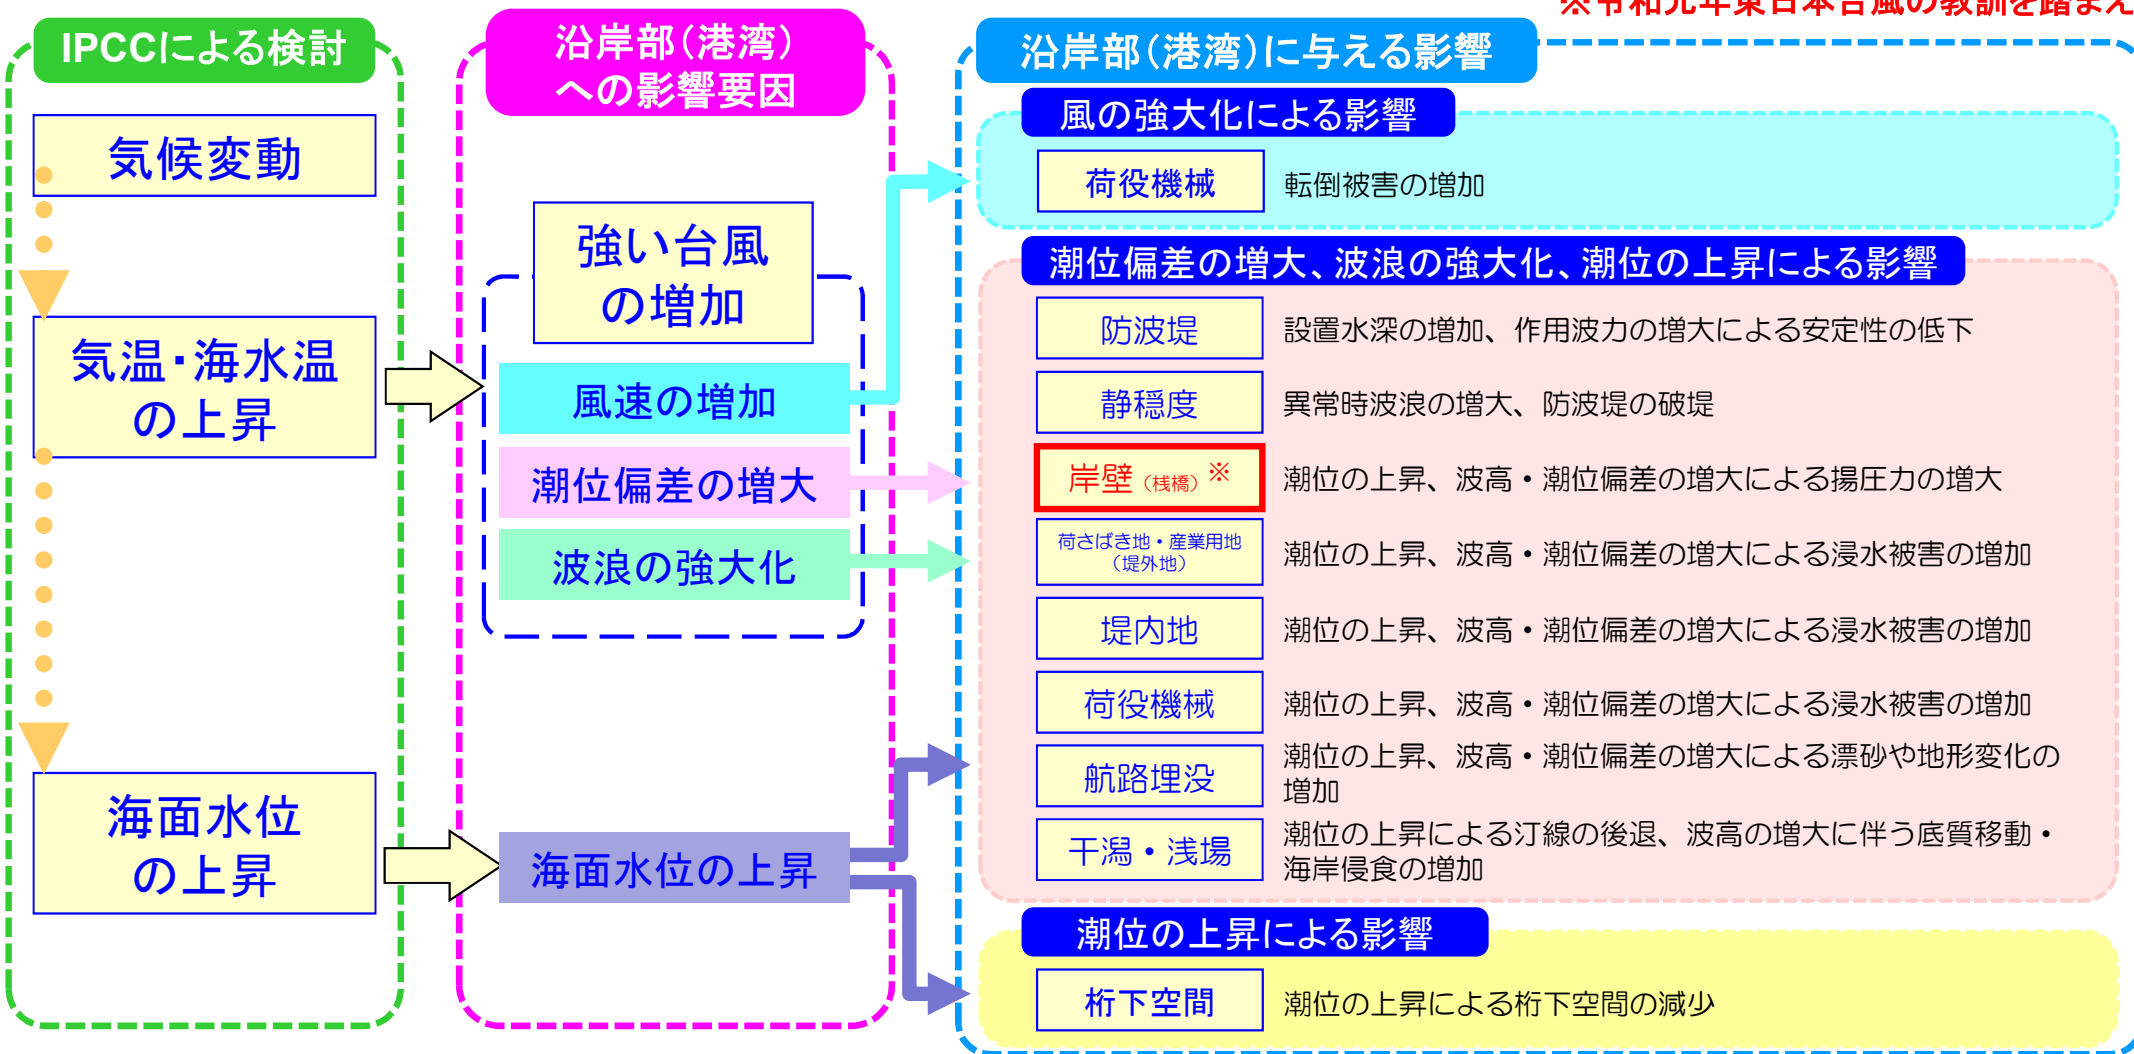 ※令和元年東日本台風の教訓を踏まえ
IPCCによる検討
気候変動
気温・海水温
の上昇
海面水位
の上昇
沿岸部（港湾）
への影響要因
強い台風
の増加
風速の増加
潮位偏差の増大
波浪の強大化
海面水位の上昇
沿岸部（港湾）に与える影響
風の強大化による影響
荷役機械
転倒被害の増加
潮位偏差の増大、波浪の強大化、潮位の上昇による影響
防波堤
設置水深の増加、作用波力の増大による安定性の低下
静穏度
異常時波浪の増大、防波堤の破堤
岸壁（桟橋）※
潮位の上昇、波高・潮位偏差の増大による揚圧力の増大
荷さばき地・産業用地
（堤外地）
潮位の上昇、波高・潮位偏差の増大による浸水被害の増加
堤内地
潮位の上昇、波高・潮位偏差の増大による浸水被害の増加
荷役機械
潮位の上昇、波高・潮位偏差の増大による浸水被害の増加
航路埋没
潮位の上昇、波高・潮位偏差の増大による漂砂や地形変化の
増加
干潟・浅場
潮位の上昇による汀線の後退、波高の増大に伴う底質移動・
海岸侵食の増加
潮位の上昇による影響
桁下空間
潮位の上昇による桁下空間の減少